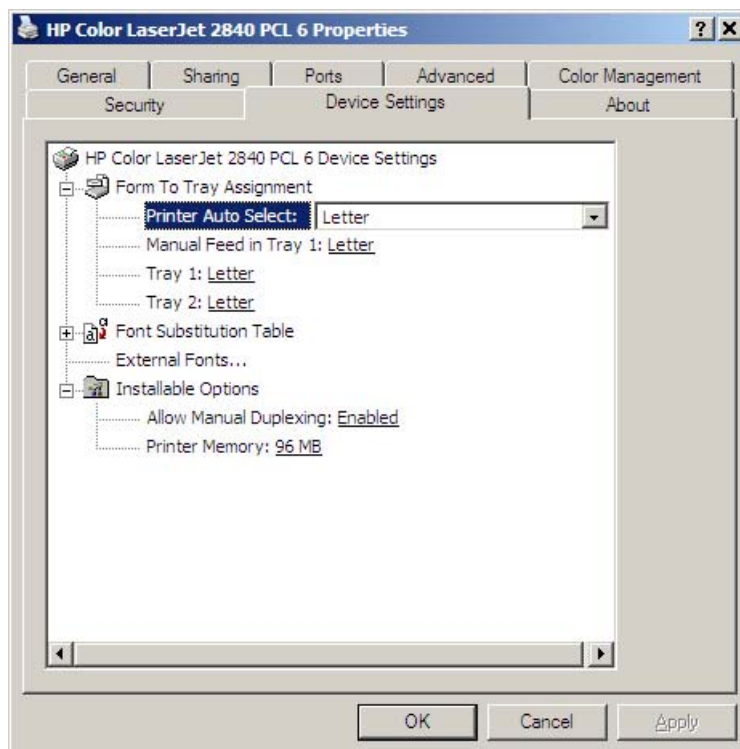 HP Color LaserJet 2840 PCL 6 Properties
General Sharing Ports Advanced Color Management
Security Device Settings About
HP Color LaserJet 2840 PCL 6 Device Settings
Form To Tray Assignment
Printer Auto Select: Letter
Manual Feed in Tray 1: Letter
Tray 1: Letter
Tray 2: Letter
Font Substitution Table
External Fonts...
Installable Options
Allow Manual Duplexing: Enabled
Printer Memory: 96 MB
OK Cancel Apply